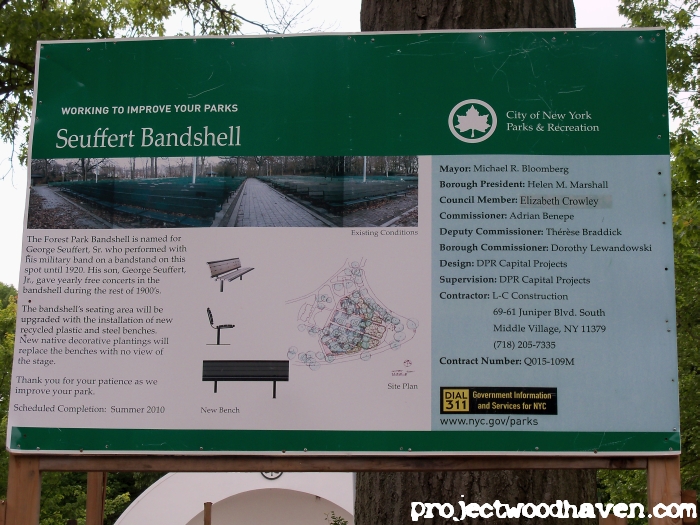 WORKING TO IMPROVE YOUR PARKS
Seuffert Bandshell
City of New York
Parks & Recreation
Existing Conditions
The Forest Park Bandshell is named for
George Seuffert, Sr. who performed with
his military band on a bandstand on this
spot until 1920. His son, George Seuffert,
Jr., gave yearly free concerts in the
bandshell during the rest of 1900's.
The bandshell's seating area will be
upgraded with the installation of new
recycled plastic and steel benches.
New native decorative plantings will
replace the benches with no view of
the stage.
Thank you for your patience as we
improve your park.
Scheduled Completion: Summer 2010
New Bench
Site Plan
Mayor: Michael R. Bloomberg
Borough President: Helen M. Marshall
Council Member: Elizabeth Crowley
Commissioner: Adrian Benepe
Deputy Commissioner: Thérèse Braddick
Borough Commissioner: Dorothy Lewandowski
Design: DPR Capital Projects
Supervision: DPR Capital Projects
Contractor: L-C Construction
69-61 Juniper Blvd. South
Middle Village, NY 11379
(718) 205-7335
Contract Number: Q015-109M
DIAL
311
Government Information
and Services for NYC
www.nyc.gov/parks
projectwoodhaven.com